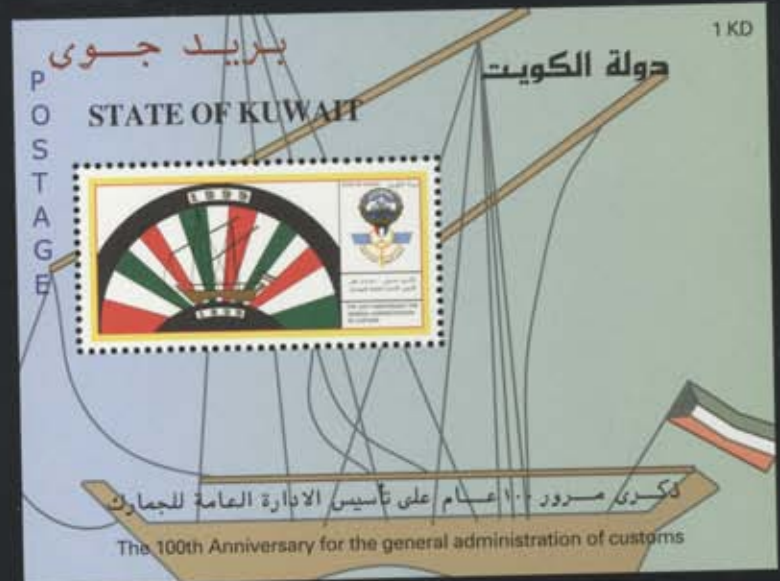 بريد جوى
1 KD
دولة الكويت
POSTAGE
STATE OF KUWAIT
1999
1899
ذكرى مرور ١٠٠ عام على تأسيس الادارة العامة للجمارك
The 100th Anniversary for the general administration of customs